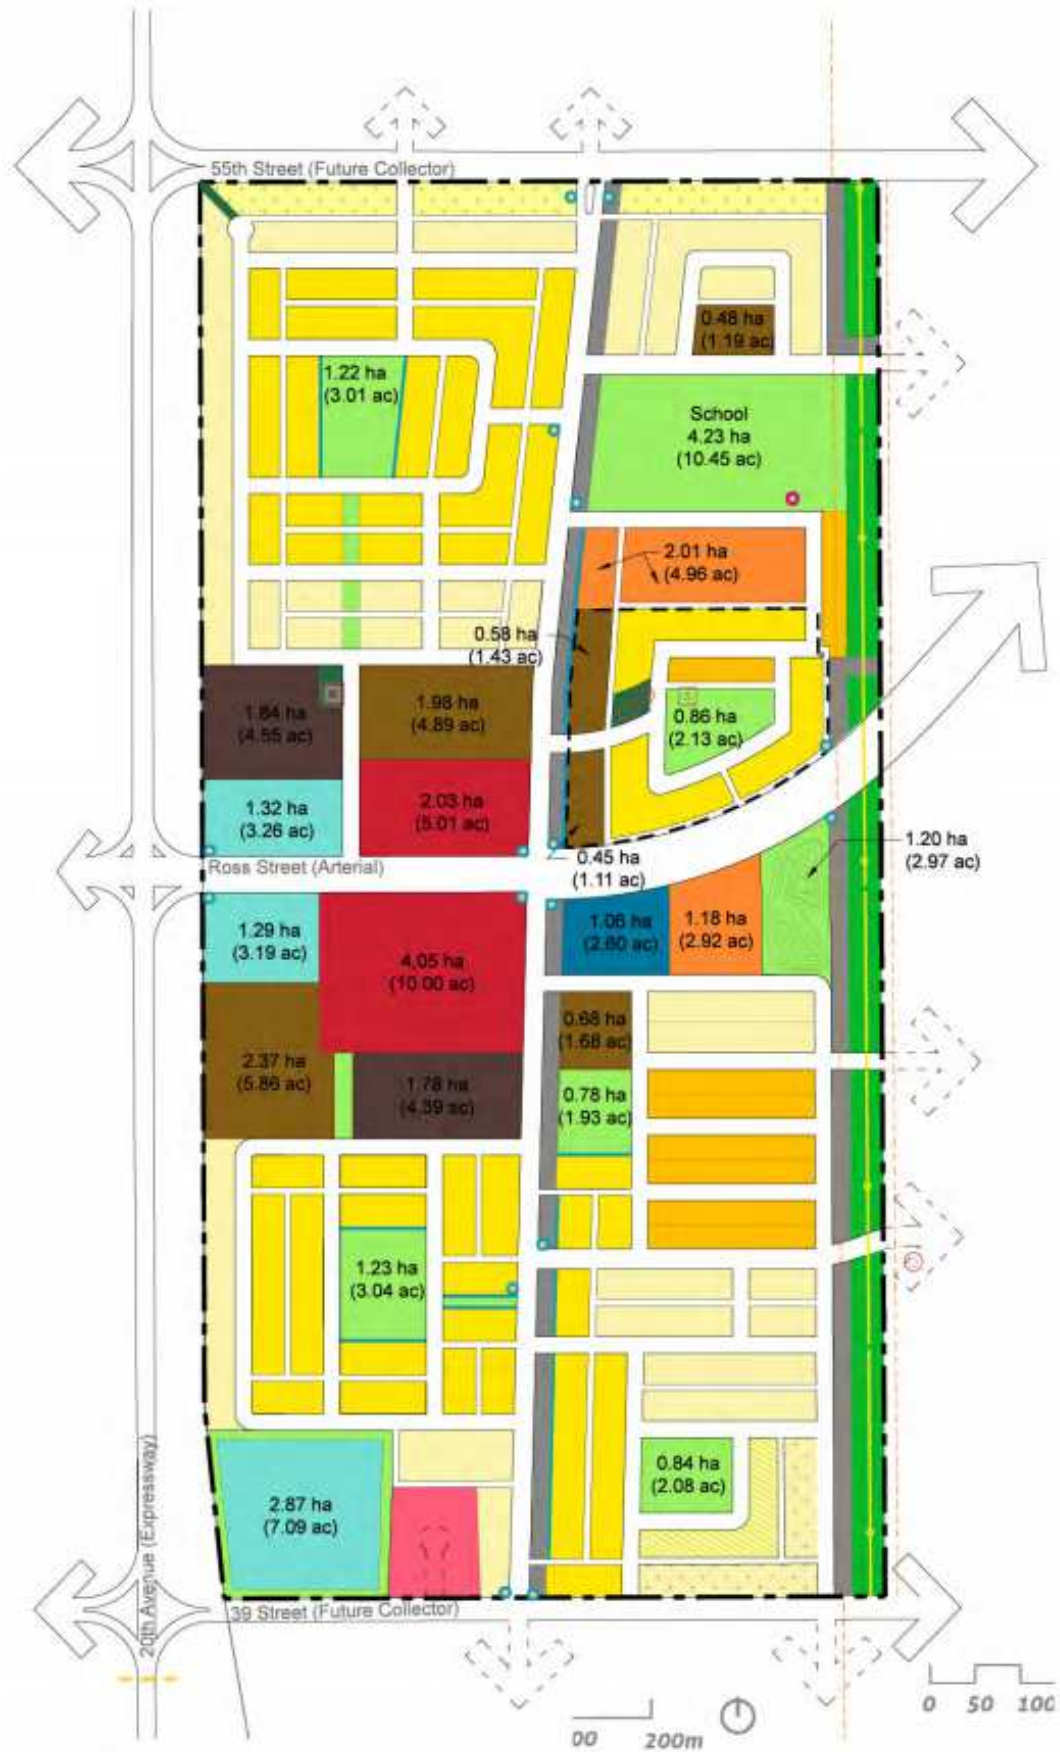 55th Street (Future Collector)
0.48 ha
(1.19 ac)
1.22 ha
(3.01 ac)
School
4.23 ha
(10.45 ac)
2.01 ha
(4.96 ac)
0.58 ha
(1.43 ac)
1.84 ha
(4.55 ac)
1.98 ha
(4.89 ac)
0.86 ha
(2.13 ac)
1.32 ha
(3.26 ac)
2.03 ha
(5.01 ac)
1.20 ha
(2.97 ac)
Ross Street (Arterial)
0.45 ha
(1.11 ac)
1.29 ha
(3.19 ac)
4.05 ha
(10.00 ac)
1.06 ha
(2.60 ac)
1.18 ha
(2.92 ac)
0.68 ha
(1.68 ac)
2.37 ha
(5.86 ac)
1.78 ha
(4.39 ac)
0.78 ha
(1.93 ac)
1.23 ha
(3.04 ac)
0.84 ha
(2.08 ac)
2.87 ha
(7.09 ac)
20th Avenue (Expressway)
39 Street (Future Collector)
0 50 100
00 200m